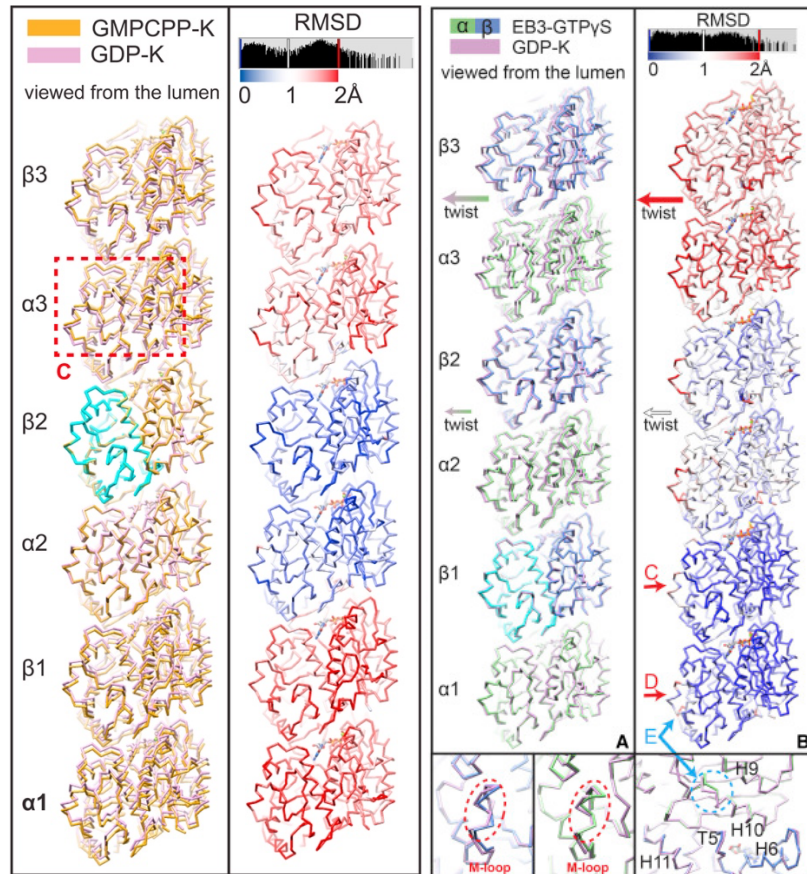 GMPCPP-K
GDP-K
viewed from the lumen
β3
α3
C
β2
α2
β1
α1
RMSD
0 1 2Å
α β EB3-GTPγS
GDP-K
viewed from the lumen
β3
twist
α3
β2
twist
α2
β1
α1
A
RMSD
0 1 2Å
twist
twist
C
D
E
B
M-loop
M-loop
H9
H10
T5
H6
H11